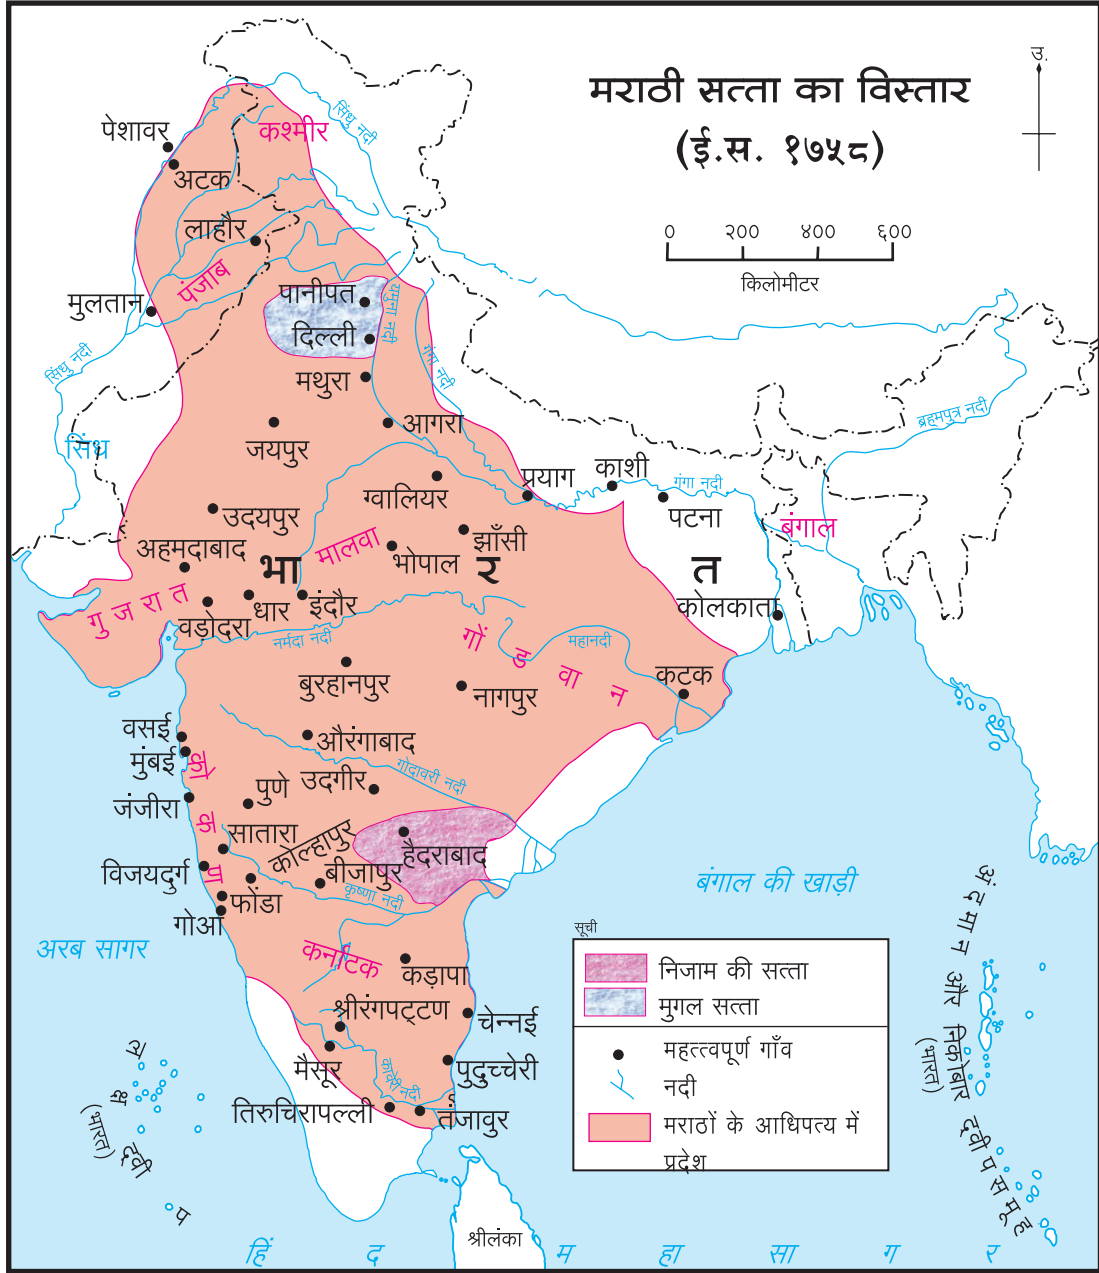 मराठी सत्ता का विस्तार
(ई.स. १७५८)
उ.
० २०० ४०० ६००
किलोमीटर
पेशावर
कश्मीर
सिंधु नदी
अटक
लाहौर
पंजाब
मुलतान
पानीपत
यमुना नदी
दिल्ली
सिंधु नदी
गंगा नदी
मथुरा
सिंध
जयपुर
आगरा
ब्रह्मपुत्र नदी
ग्वालियर
प्रयाग
काशी
गंगा नदी
पटना
उदयपुर
बंगाल
अहमदाबाद
मालवा
झाँसी
भोपाल
भा र त
गुजरात
वड़ोदरा
धार
इंदौर
कोलकाता
नर्मदा नदी
गोंडवान
महानदी
बुरहानपुर
नागपुर
कटक
वसई
मुंबई
औरंगाबाद
गोदावरी नदी
कोकण
उदगीर
जंजीरा
पुणे
सातारा
कोल्हापुर
हैदराबाद
विजयदुर्ग
बीजापुर
कृष्णा नदी
फोंडा
गोआ
बंगाल की खाड़ी
अरब सागर
कर्नाटक
कड़ापा
श्रीरंगपट्टण
चेन्नई
मैसूर
कावेरी नदी
पुदुच्चेरी
तिरुचिरापल्ली
तंजावुर
लक्षद्वीप
(भारत)
अंदमान और निकोबार द्वीपसमूह
(भारत)
सूची
निजाम की सत्ता
मुगल सत्ता
महत्त्वपूर्ण गाँव
नदी
मराठों के आधिपत्य में
प्रदेश
श्रीलंका
हिंद महासागर